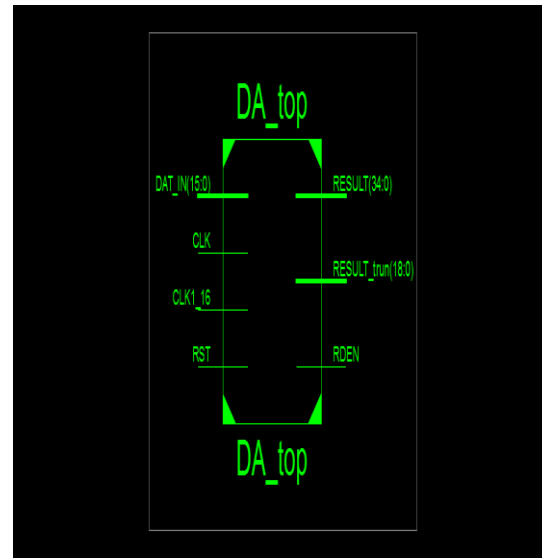 DA_top
DAT_IN(15:0)
RESULT(34:0)
CLK
RESULT_trun(18:0)
CLK1_16
RST
RDEN
DA_top